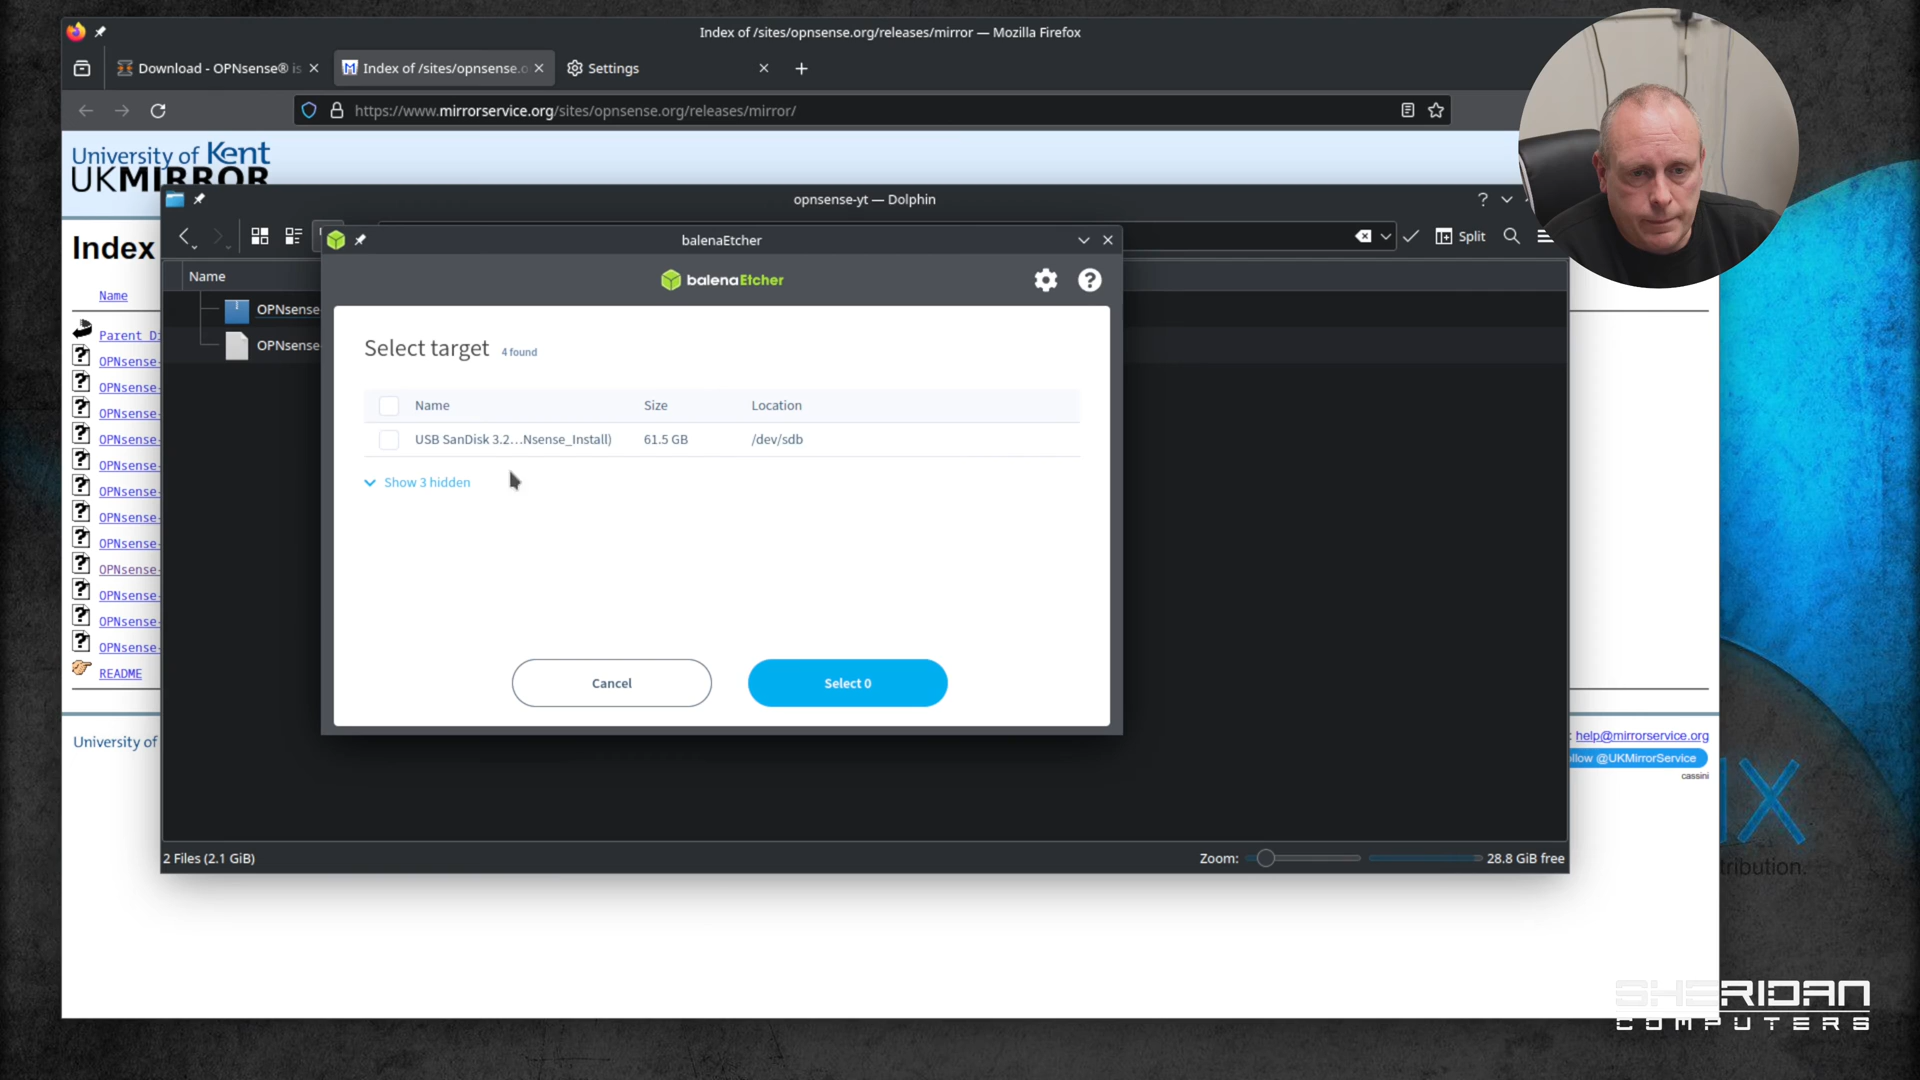 Index of /sites/opnsense.org/releases/mirror — Mozilla Firefox
Download - OPNsense® is
Index of /sites/opnsense.o
Settings
https://www.mirrorservice.org/sites/opnsense.org/releases/mirror/
University of Kent
UKMIRROR
opnsense-yt — Dolphin
Index
balenaEtcher
Split
Name
balenaEtcher
Name
OPNsense
Parent Di
OPNsense
Select target 4 found
OPNsense-
OPNsense-
Name Size Location
OPNsense-
OPNsense-
USB SanDisk 3.2...Nsense_Install) 61.5 GB /dev/sdb
OPNsense-
Show 3 hidden
OPNsense-
OPNsense-
OPNsense-
OPNsense-
OPNsense-
OPNsense-
OPNsense-
README
Cancel
Select 0
University of
: help@mirrorservice.org
ollow @UKMirrorService
cassini
IX
tribution.
2 Files (2.1 GiB)
Zoom:
28.8 GiB free
SHERIDAN
COMPUTERS